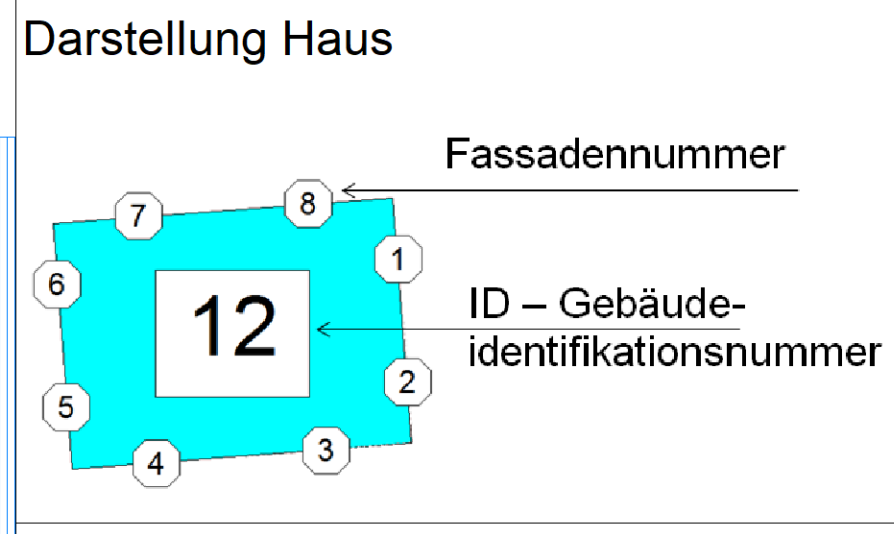 Darstellung Haus
Fassadennummer
7
8
1
6
12
ID – Gebäude-
identifikationsnummer
5
2
4
3